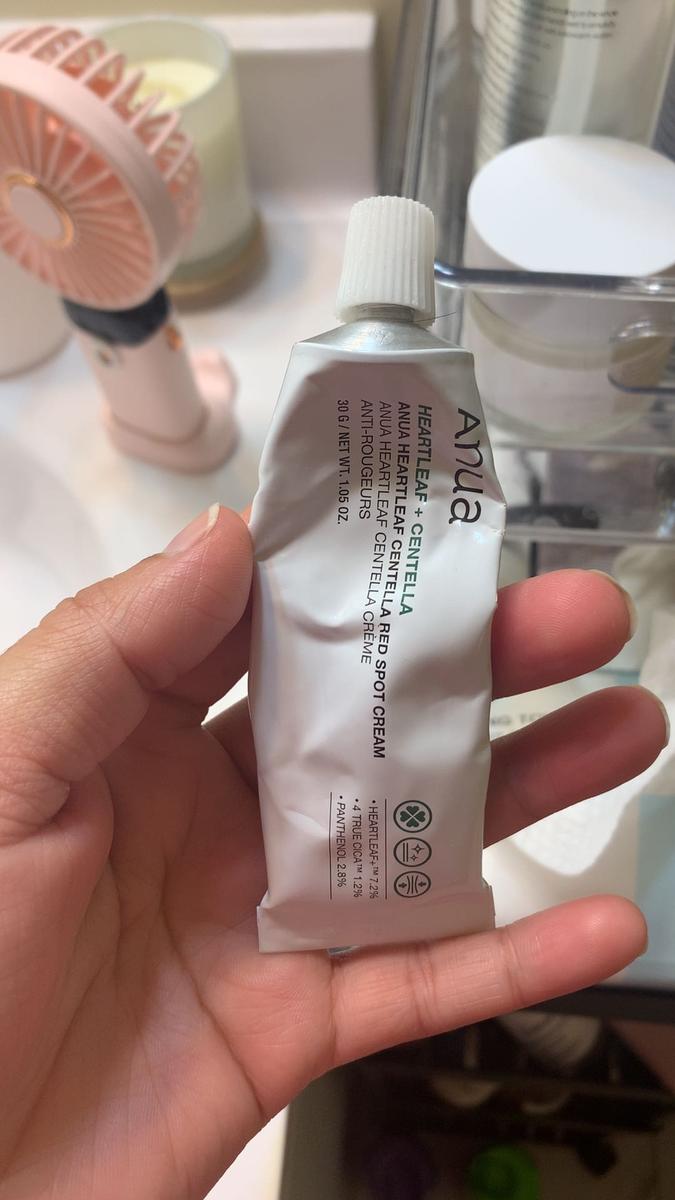 Anua
HEARTLEAF + CENTELLA
ANUA HEARTLEAF CENTELLA RED SPOT CREAM
ANUA HEARTLEAF CENTELLA CRÈME
ANTI-ROUGEURS
30 G / NET WT. 1.05 OZ.
• HEARTLEAF+™ 7.2%
• 4 TRUE CICA™ 1.2%
• PANTHENOL 2.8%